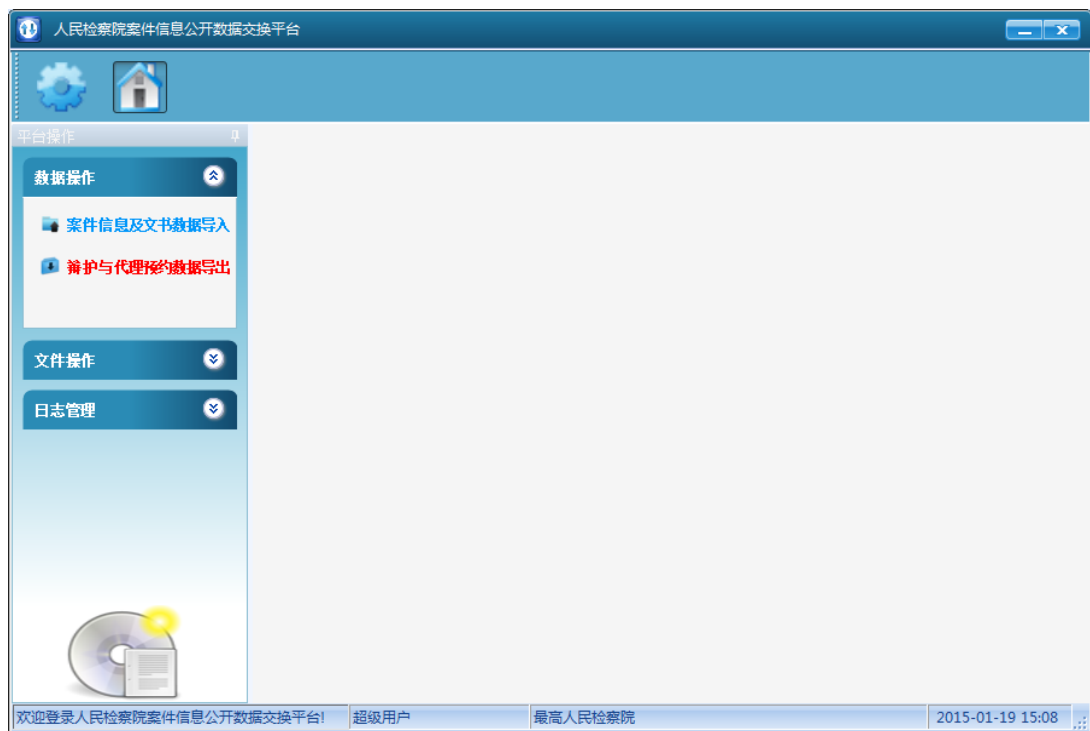 人民检察院案件信息公开数据交换平台
平台操作
数据操作
案件信息及文书数据导入
辩护与代理预约数据导出
文件操作
日志管理
欢迎登录人民检察院案件信息公开数据交换平台! 超级用户 最高人民检察院 2015-01-19 15:08